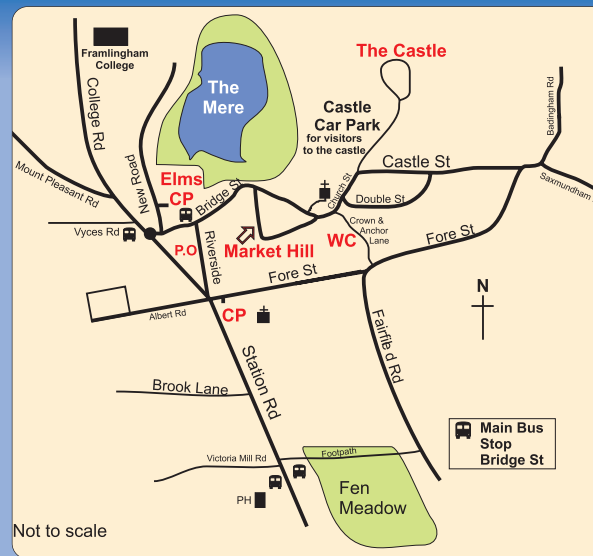 Framlingham
College
College Rd
Mount Pleasant Rd
New Road
The
Mere
The Castle
Castle
Car Park
for visitors
to the castle
Badingham Rd
Castle St
Saxmundham
Elms
CP
Bridge St
Church St
Double St
Vyces Rd
P.O
Riverside
Market Hill
WC
Crown &
Anchor
Lane
Fore St
Fore St
Albert Rd
CP
N
Station Rd
Fairfile d Rd
Brook Lane
Victoria Mill Rd
Footpath
Main Bus
Stop
Bridge St
PH
Fen
Meadow
Not to scale